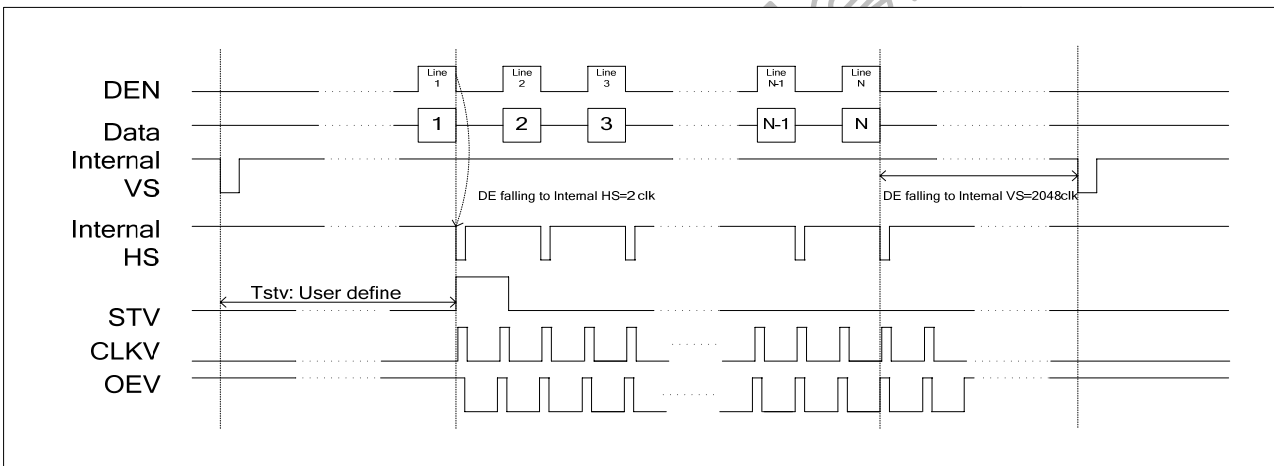 DEN
Line 1
Line 2
Line 3
Line N-1
Line N
Data
1
2
3
N-1
N
Internal VS
DE falling to Internal HS=2 clk
DE falling to Internal VS=2048clk
Internal HS
Tstv: User define
STV
CLKV
OEV